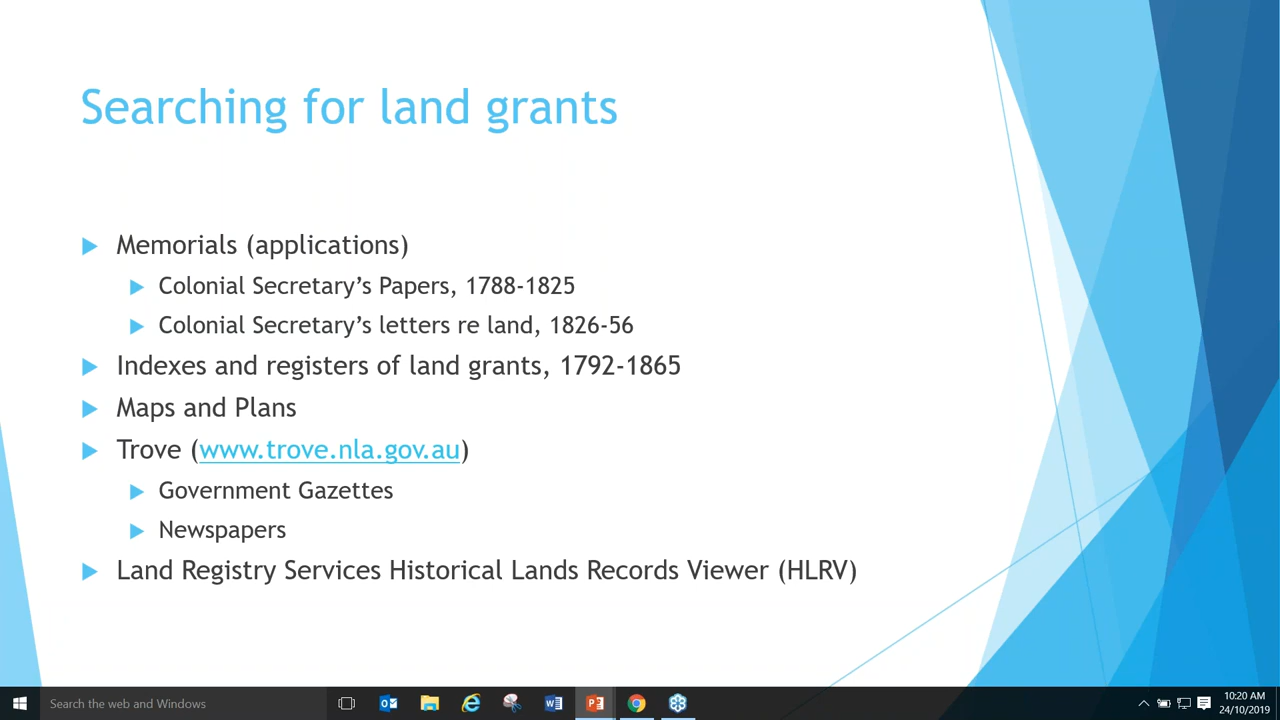 Searching for land grants
Memorials (applications)
Colonial Secretary’s Papers, 1788-1825
Colonial Secretary’s letters re land, 1826-56
Indexes and registers of land grants, 1792-1865
Maps and Plans
Trove (www.trove.nla.gov.au)
Government Gazettes
Newspapers
Land Registry Services Historical Lands Records Viewer (HLRV)
Search the web and Windows
10:20 AM
24/10/2019